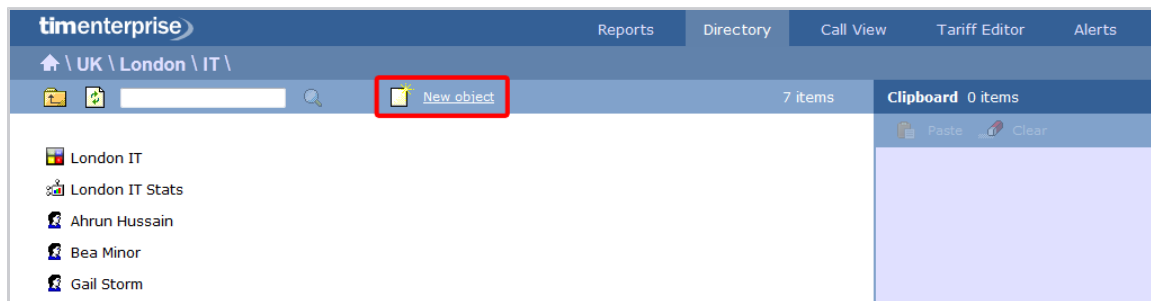 timenterprise Reports Directory Call View Tariff Editor Alerts
\ UK \ London \ IT \
New object 7 items Clipboard 0 items
Paste Clear
London IT
London IT Stats
Ahrun Hussain
Bea Minor
Gail Storm